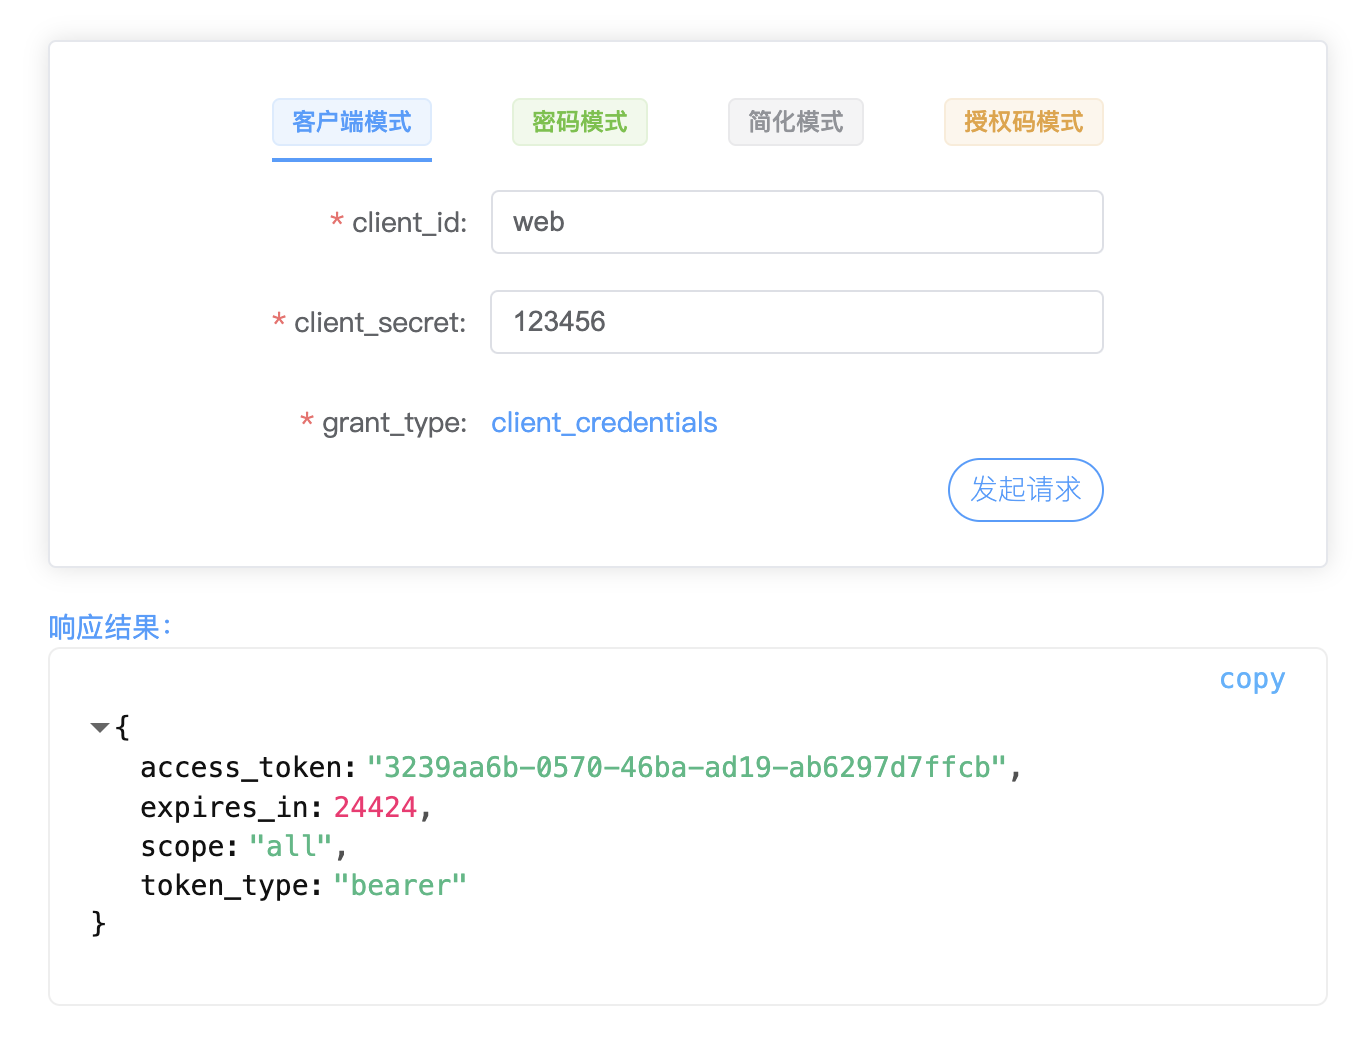 客户端模式 密码模式 简化模式 授权码模式
* client_id: web
* client_secret: 123456
* grant_type: client_credentials
发起请求
响应结果：
copy
{
access_token: "3239aa6b-0570-46ba-ad19-ab6297d7ffcb",
expires_in: 24424,
scope: "all",
token_type: "bearer"
}